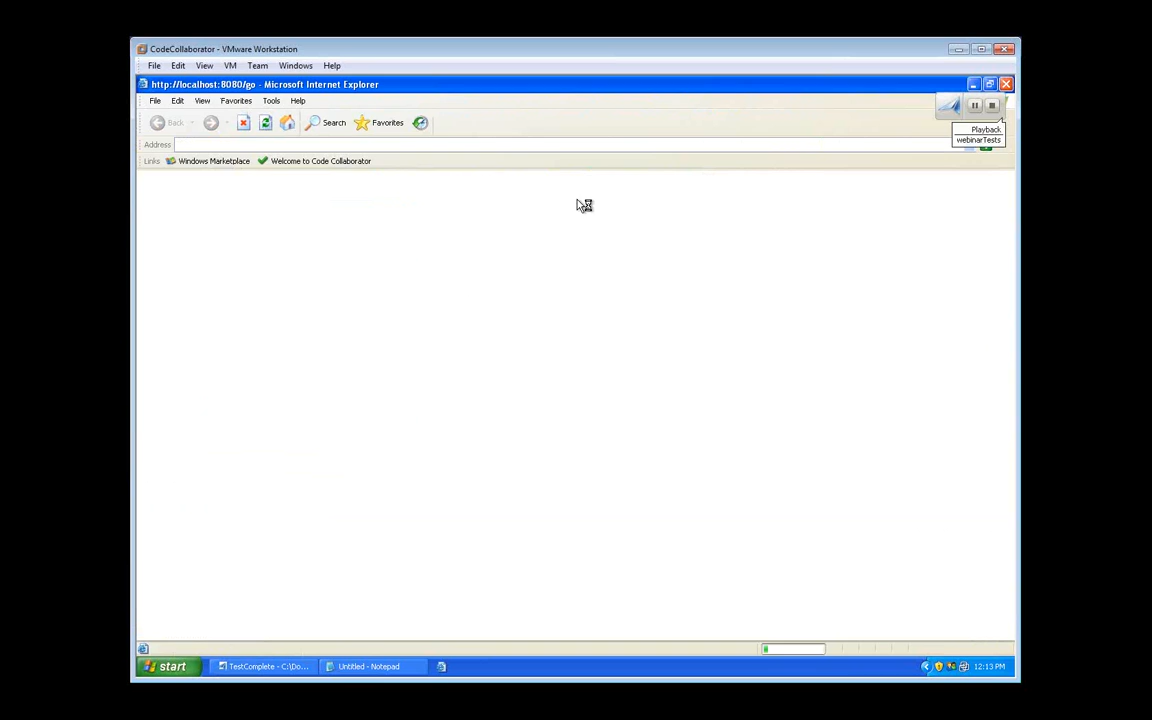 CodeCollaborator - VMware Workstation
File Edit View VM Team Windows Help
http://localhost:8080/go - Microsoft Internet Explorer
File Edit View Favorites Tools Help
Back Search Favorites
Playback
webinarTests
Address
Links Windows Marketplace Welcome to Code Collaborator
start TestComplete - C:\Do... Untitled - Notepad 12:13 PM